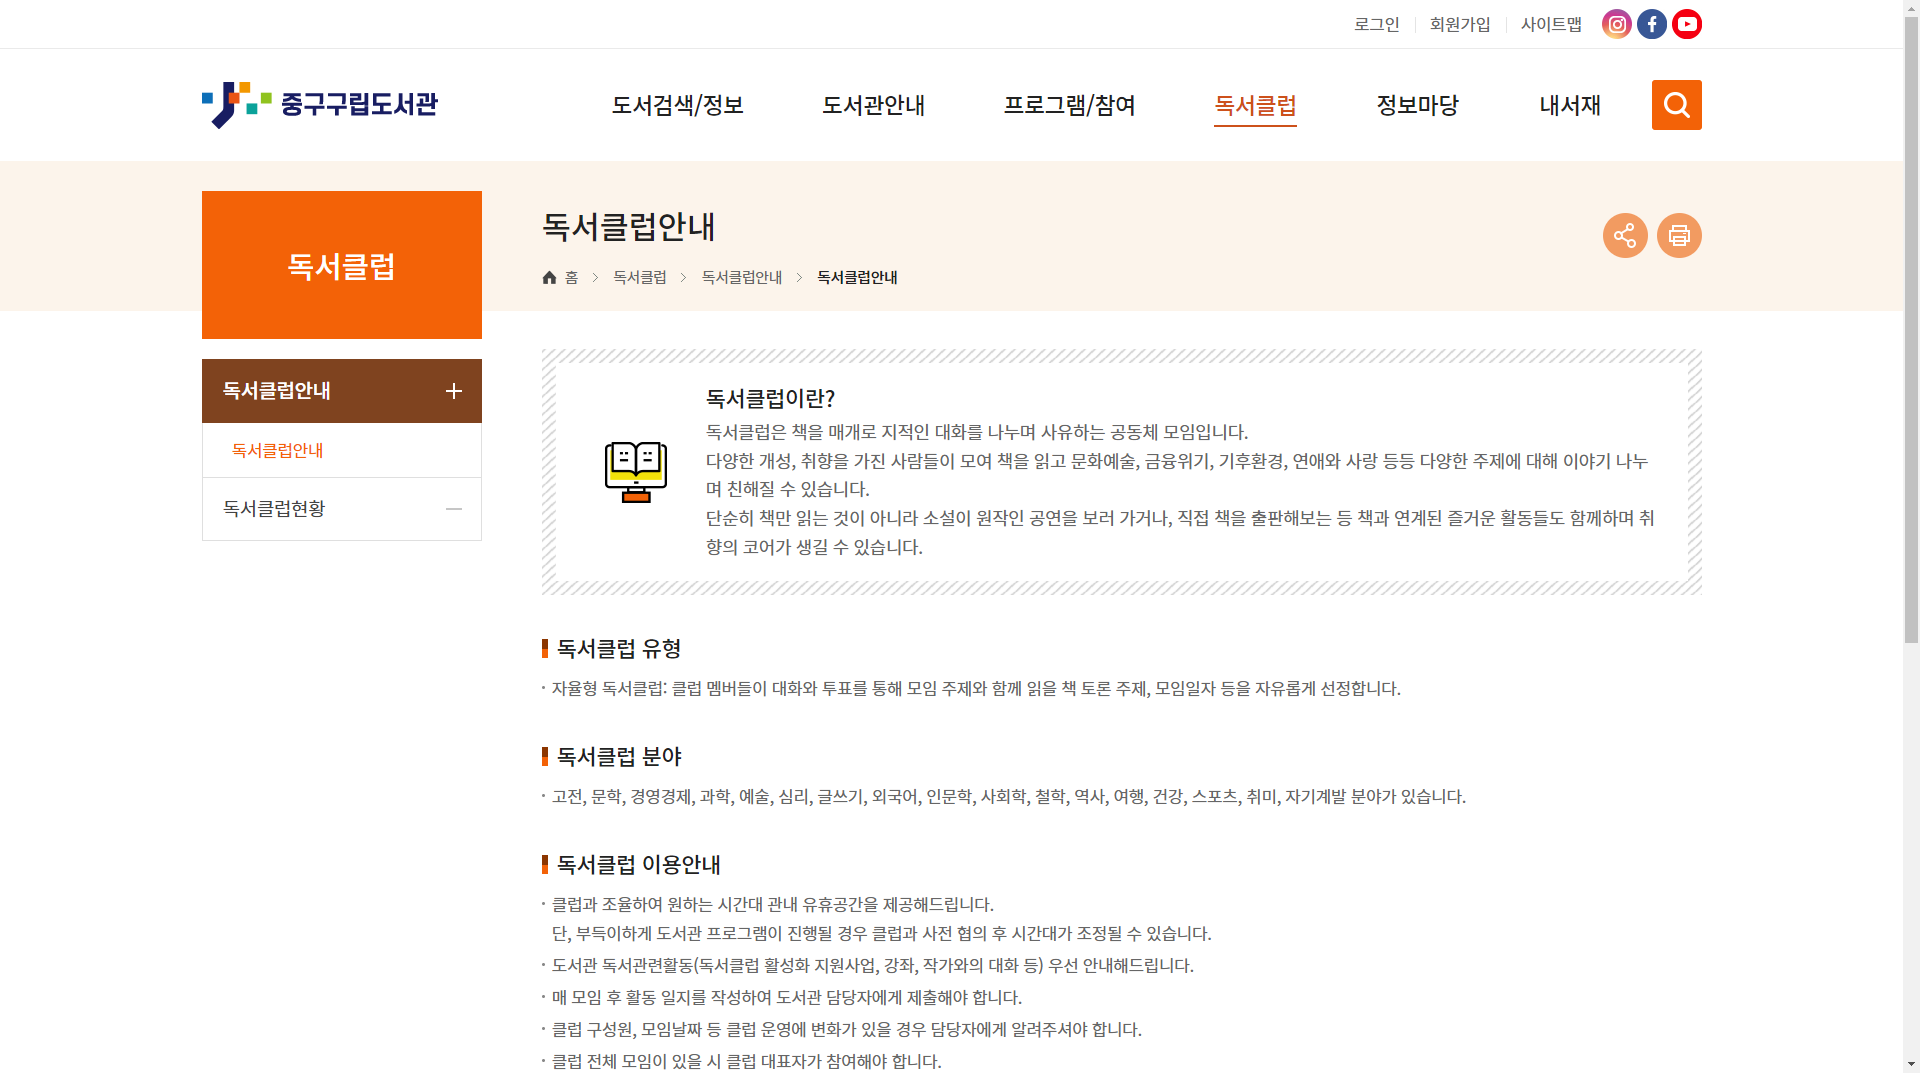 로그인 회원가입 사이트맵
중구구립도서관 도서검색/정보 도서관안내 프로그램/참여 독서클럽 정보마당 내서재
독서클럽
독서클럽안내
홈 독서클럽 독서클럽안내 독서클럽안내
독서클럽안내
독서클럽안내
독서클럽현황
독서클럽이란?
독서클럽은 책을 매개로 지적인 대화를 나누며 사유하는 공동체 모임입니다.
다양한 개성, 취향을 가진 사람들이 모여 책을 읽고 문화예술, 금융위기, 기후환경, 연애와 사랑 등등 다양한 주제에 대해 이야기 나누
며 친해질 수 있습니다.
단순히 책만 읽는 것이 아니라 소설이 원작인 공연을 보러 가거나, 직접 책을 출판해보는 등 책과 연계된 즐거운 활동들도 함께하며 취
향의 코어가 생길 수 있습니다.
독서클럽 유형
· 자율형 독서클럽: 클럽 멤버들이 대화와 투표를 통해 모임 주제와 함께 읽을 책 토론 주제, 모임일자 등을 자유롭게 선정합니다.
독서클럽 분야
· 고전, 문학, 경영경제, 과학, 예술, 심리, 글쓰기, 외국어, 인문학, 사회학, 철학, 역사, 여행, 건강, 스포츠, 취미, 자기계발 분야가 있습니다.
독서클럽 이용안내
· 클럽과 조율하여 원하는 시간대 관내 유휴공간을 제공해드립니다.
단, 부득이하게 도서관 프로그램이 진행될 경우 클럽과 사전 협의 후 시간대가 조정될 수 있습니다.
· 도서관 독서관련활동(독서클럽 활성화 지원사업, 강좌, 작가와의 대화 등) 우선 안내해드립니다.
· 매 모임 후 활동 일지를 작성하여 도서관 담당자에게 제출해야 합니다.
· 클럽 구성원, 모임날짜 등 클럽 운영에 변화가 있을 경우 담당자에게 알려주셔야 합니다.
· 클럽 전체 모임이 있을 시 클럽 대표자가 참여해야 합니다.